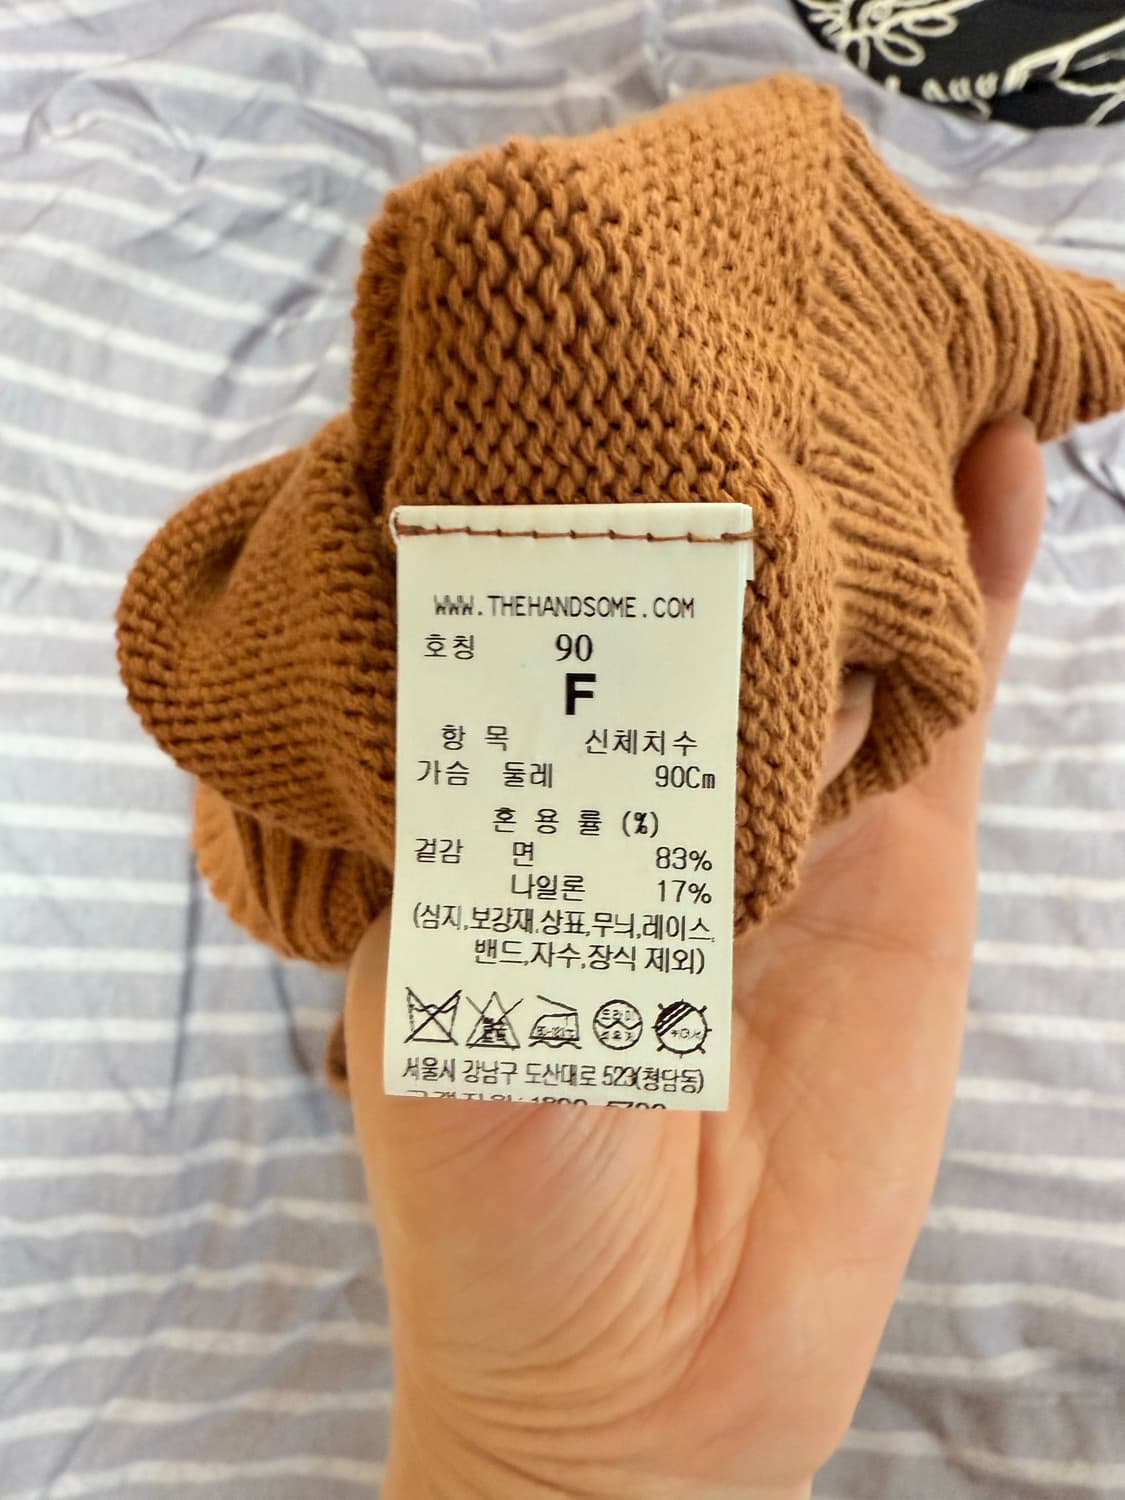 WWW.THEHANDSOME.COM
호칭 90
F
항 목 신체치수
가슴 둘레 90Cm
혼 용 률 (%)
겉감 면 83%
나일론 17%
(심지,보강재,상표,무늬,레이스,
밴드,자수,장식 제외)
드라이
서울시 강남구 도산대로 523(청담동)